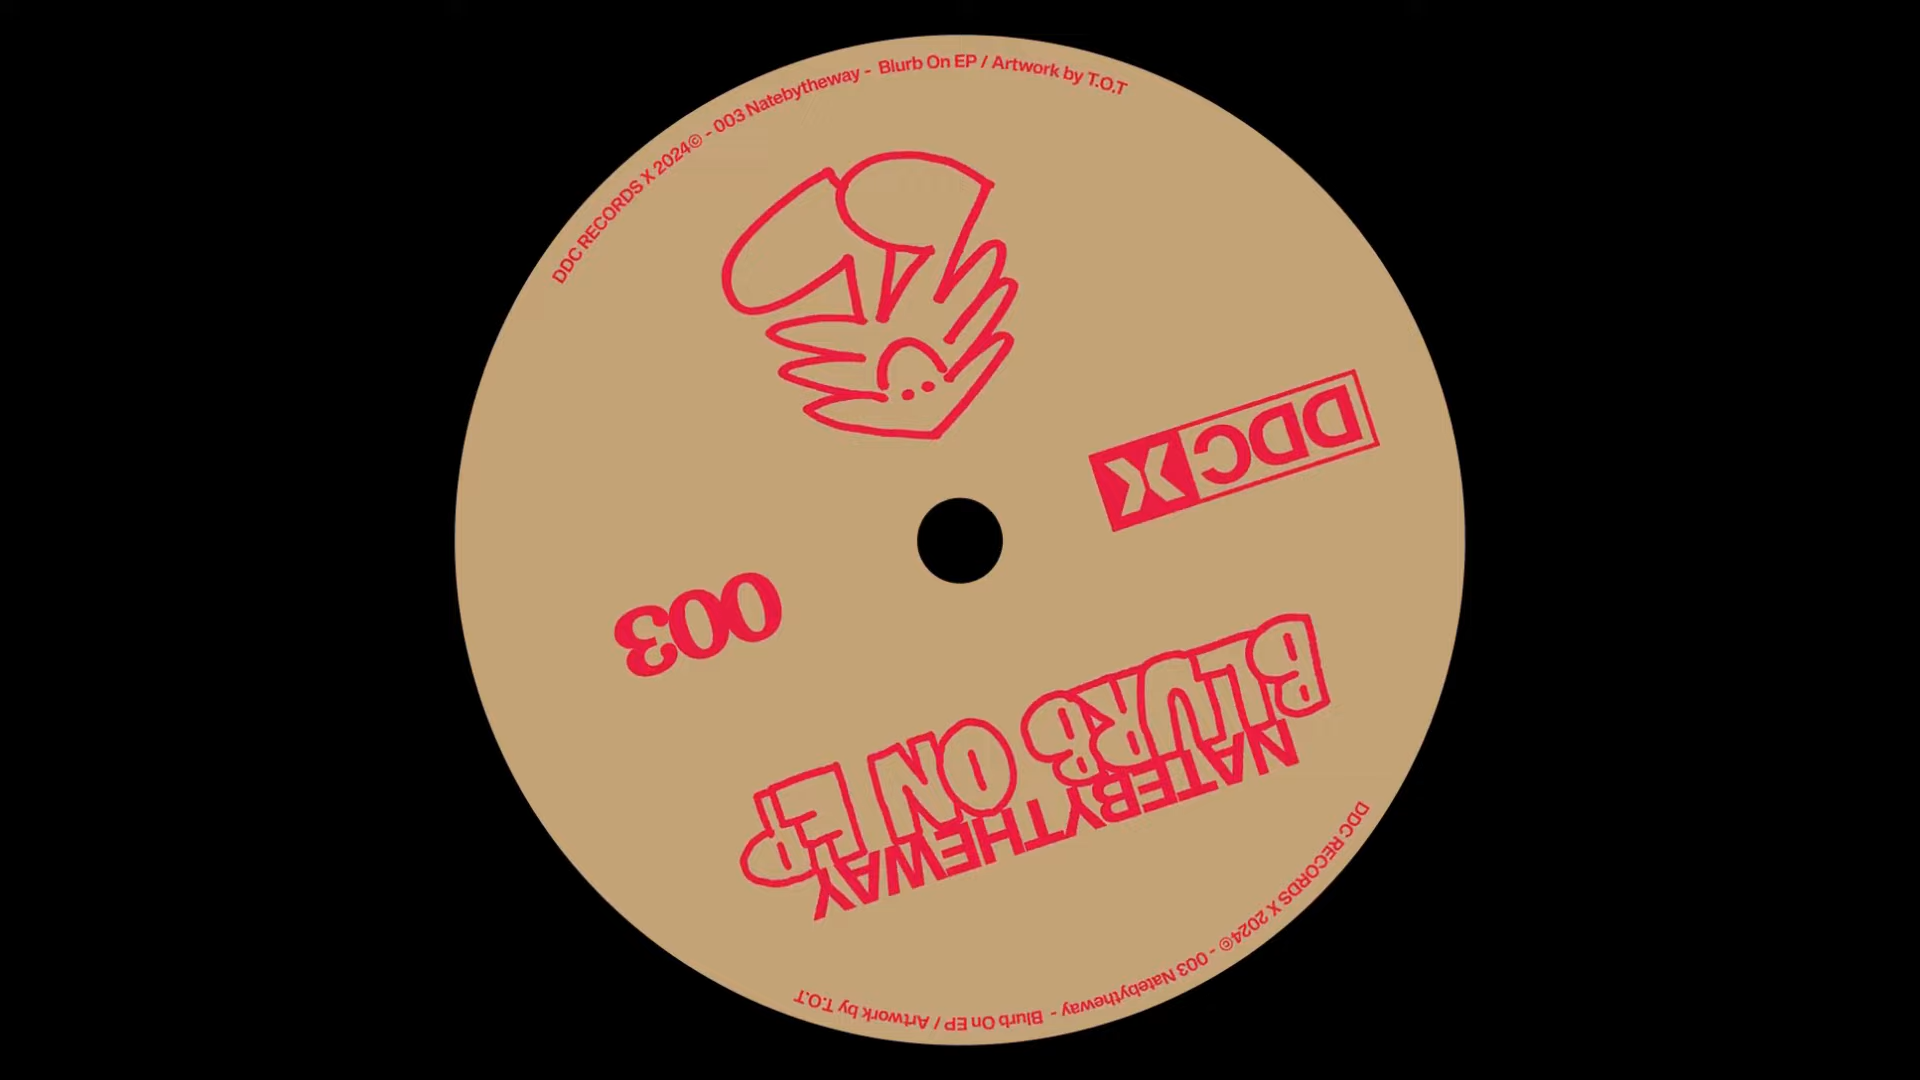 DDC RECORDS X 2024© - 003 Natebytheway - Blurb On EP / Artwork by T.O.T
DDC X
003
BLURB ON EP
NATEBYTHEWAY
DDC RECORDS X 2024© - 003 Natebytheway - Blurb On EP / Artwork by T.O.T